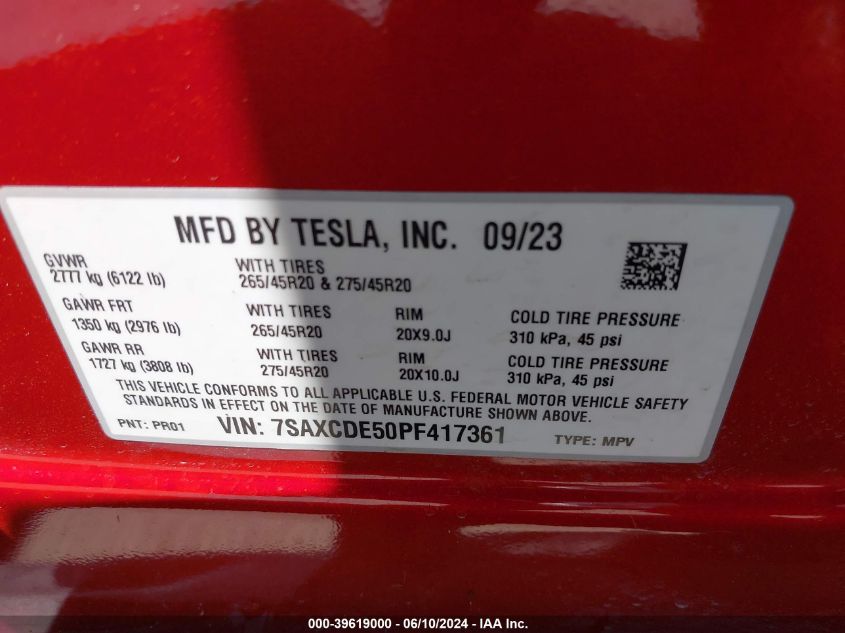 MFD BY TESLA, INC. 09/23
GVWR
2777 kg (6122 lb)
WITH TIRES
265/45R20 & 275/45R20
GAWR FRT
1350 kg (2976 lb)
WITH TIRES
265/45R20
RIM
20X9.0J
COLD TIRE PRESSURE
310 kPa, 45 psi
GAWR RR
1727 kg (3808 lb)
WITH TIRES
275/45R20
RIM
20X10.0J
COLD TIRE PRESSURE
310 kPa, 45 psi
THIS VEHICLE CONFORMS TO ALL APPLICABLE U.S. FEDERAL MOTOR VEHICLE SAFETY
STANDARDS IN EFFECT ON THE DATE OF MANUFACTURE SHOWN ABOVE.
PNT: PR01 VIN: 7SAXCDE50PF417361 TYPE: MPV
000-39619000 - 06/10/2024 - IAA Inc.